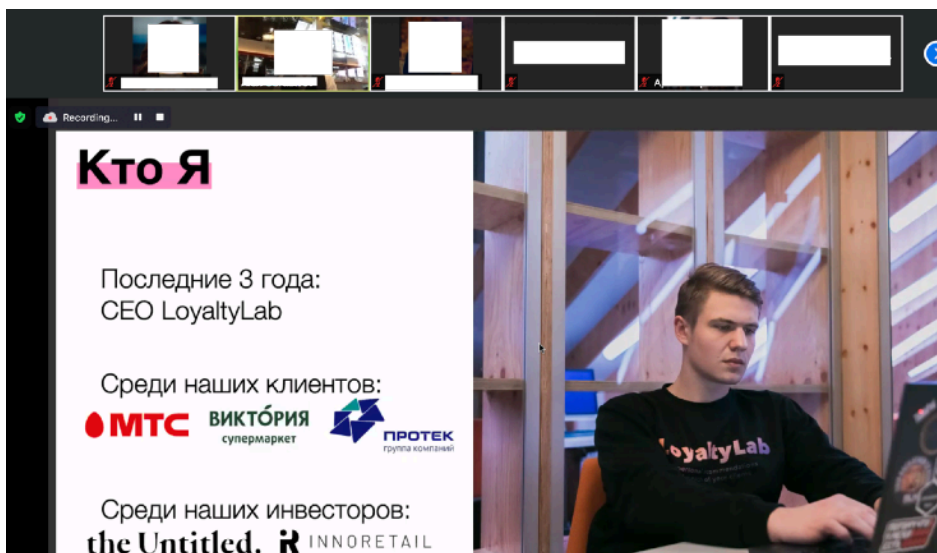 Recording...
Кто Я
Последние 3 года:
CEO LoyaltyLab
Среди наших клиентов:
МТС
ВИКТОРИЯ
супермаркет
ПРОТЕК
группа компаний
Среди наших инвесторов:
the Untitled.
INNORETAIL
LoyaltyLab